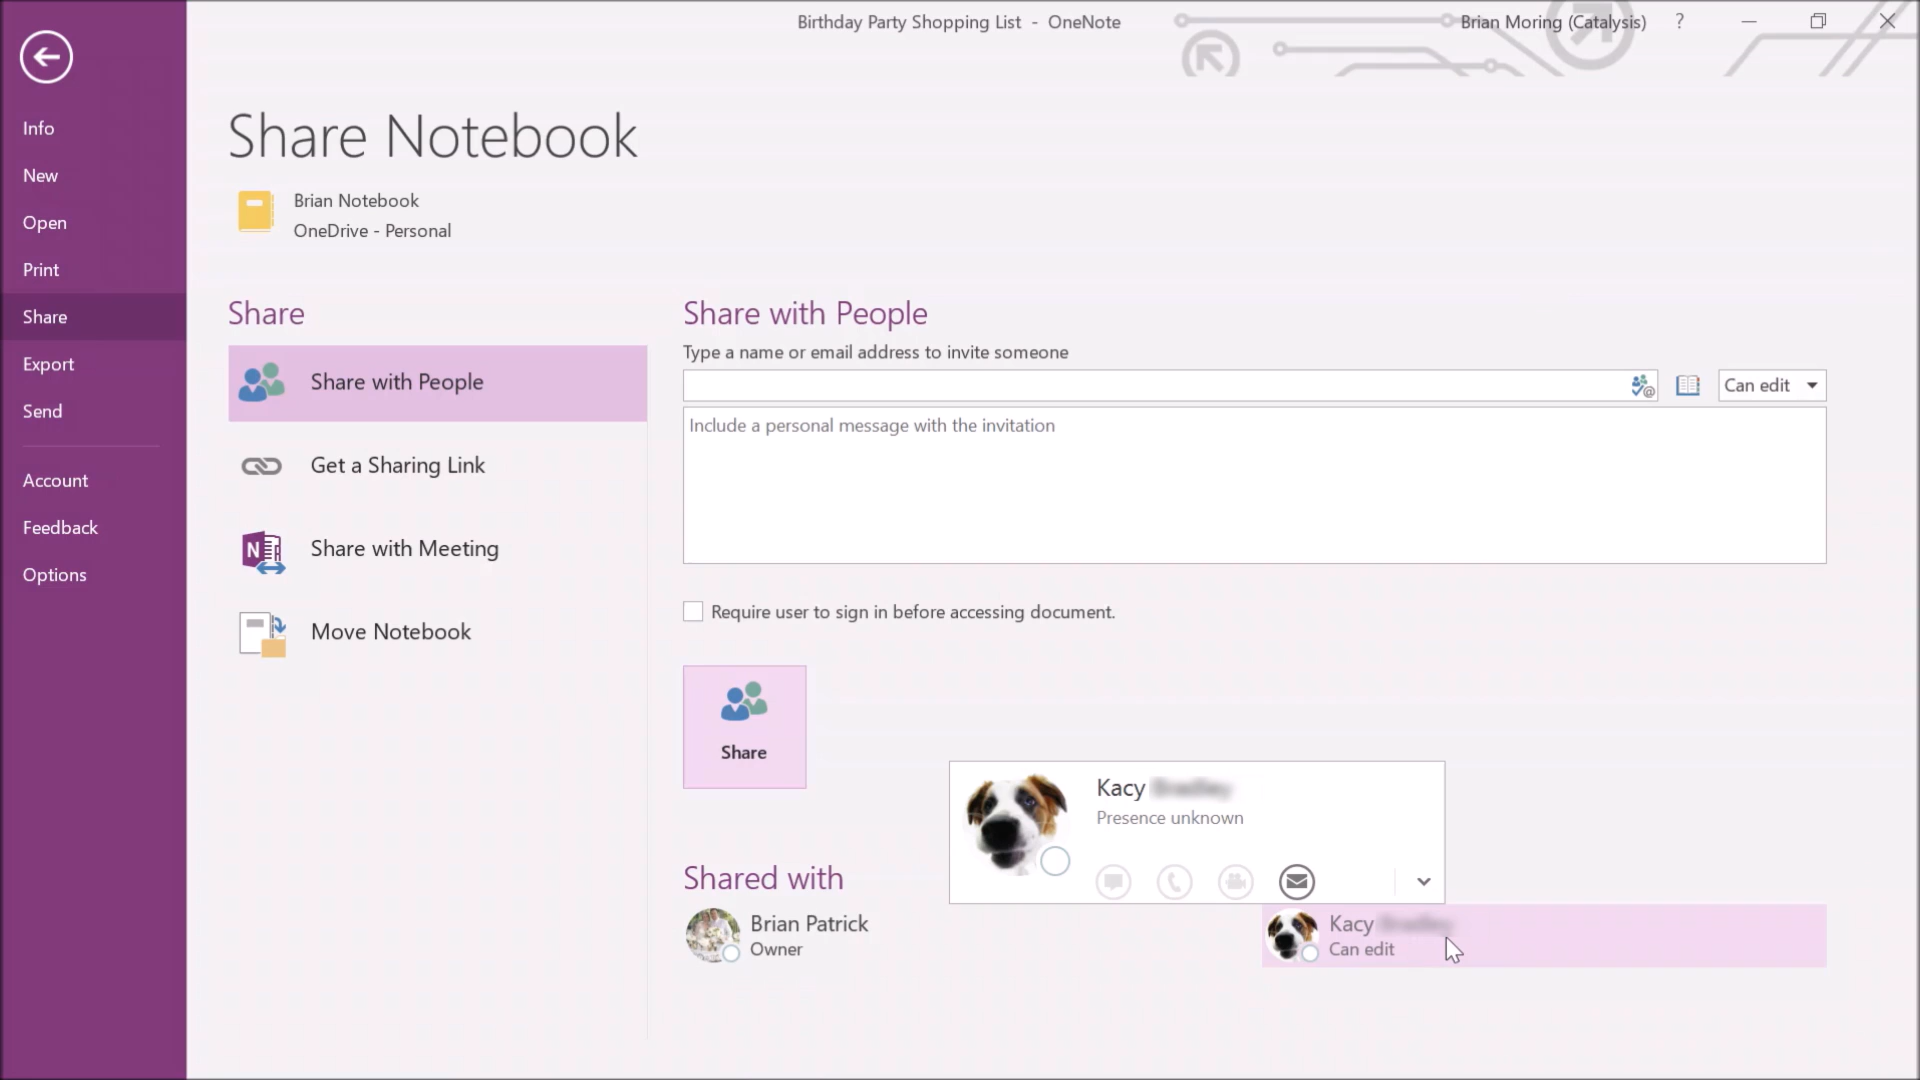 Birthday Party Shopping List - OneNote
Brian Moring (Catalysis)
?
Info
New
Open
Print
Share
Export
Send
Account
Feedback
Options
Share Notebook
Brian Notebook
OneDrive - Personal
Share
Share with People
Get a Sharing Link
N
Share with Meeting
Move Notebook
Share with People
Type a name or email address to invite someone
@
Can edit
Include a personal message with the invitation
Require user to sign in before accessing document.
Share
Kacy
Presence unknown
Shared with
Brian Patrick
Owner
Kacy
Can edit